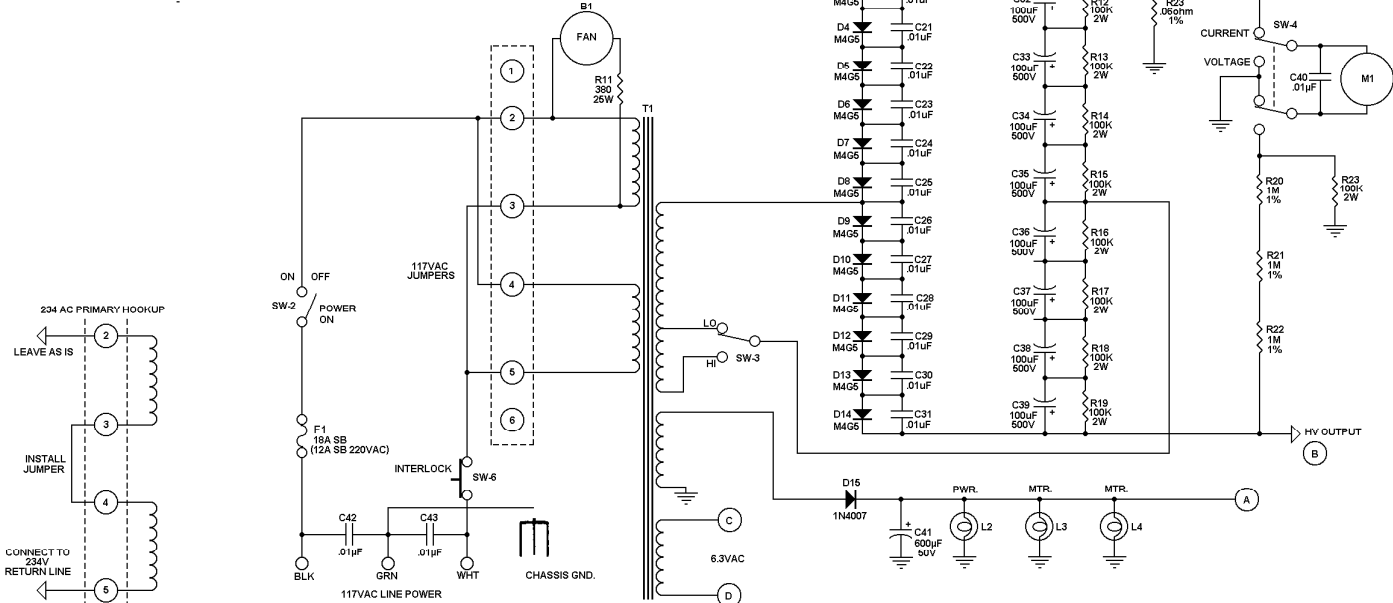 B1
FAN
R11
380
25W
T1
1
2
3
4
5
6
117VAC
JUMPERS
ON OFF
SW-2
POWER
ON
F1
18A SB
(12A SB 220VAC)
INTERLOCK
SW-6
C42
.01µF
C43
.01µF
BLK
GRN
WHT
117VAC LINE POWER
CHASSIS GND.
234 AC PRIMARY HOOKUP
2
LEAVE AS IS
3
INSTALL
JUMPER
4
CONNECT TO
234V
RETURN LINE
5
LO
HI
SW-3
C
6.3VAC
D
M4G5
.01uF
D4
M4G5
C21
.01uF
D5
M4G5
C22
.01uF
D6
M4G5
C23
.01uF
D7
M4G5
C24
.01uF
D8
M4G5
C25
.01uF
D9
M4G5
C26
.01uF
D10
M4G5
C27
.01uF
D11
M4G5
C28
.01uF
D12
M4G5
C29
.01uF
D13
M4G5
C30
.01uF
D14
M4G5
C31
.01uF
C32
100uF
500V
R12
100K
2W
C33
100uF
500V
R13
100K
2W
C34
100uF
500V
R14
100K
2W
C35
100uF
500V
R15
100K
2W
C36
100uF
500V
R16
100K
2W
C37
100uF
500V
R17
100K
2W
C38
100uF
500V
R18
100K
2W
C39
100uF
500V
R19
100K
2W
R23
.06ohm
1%
CURRENT
SW-4
VOLTAGE
C40
.01µF
M1
R20
1M
1%
R23
100K
2W
R21
1M
1%
R22
1M
1%
HV OUTPUT
B
D15
1N4007
C41
600µF
50V
PWR.
L2
MTR.
L3
MTR.
L4
A